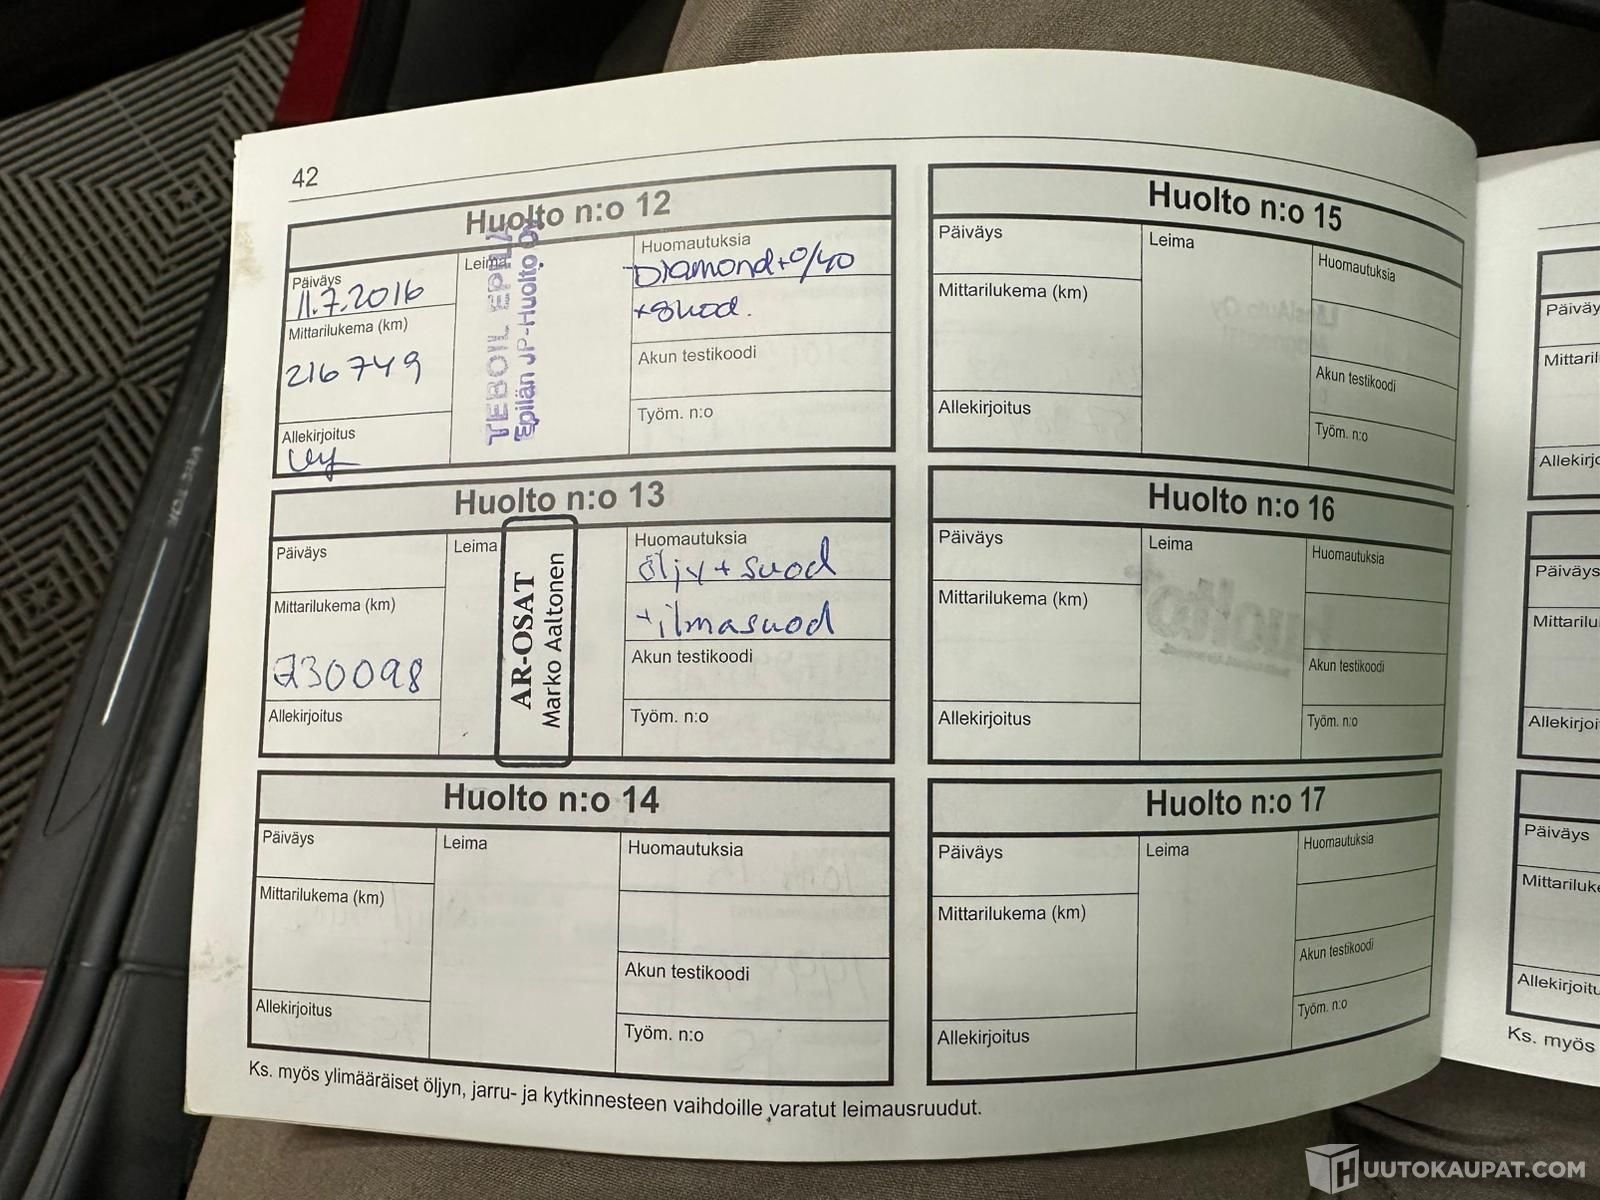 42
Huolto n:o 12
Päiväys
11.7.2016
Mittarilukema (km)
216749
Allekirjoitus
Leima
TEBOIL EPILÄ
Epilän JP-Huolto Oy
Huomautuksia
Diamond+0/40
+suod.
Akun testikoodi
Työm. n:o
Huolto n:o 13
Päiväys
Mittarilukema (km)
230098
Allekirjoitus
Leima
AR-OSAT
Marko Aaltonen
Huomautuksia
öljy + suod
+ilmasuod
Akun testikoodi
Työm. n:o
Huolto n:o 14
Päiväys
Mittarilukema (km)
Allekirjoitus
Leima
Huomautuksia
Akun testikoodi
Työm. n:o
Ks. myös ylimääräiset öljyn, jarru- ja kytkinnesteen vaihdoille varatut leimausruudut.
Huolto n:o 15
Päiväys
Mittarilukema (km)
Allekirjoitus
Leima
Huomautuksia
Akun testikoodi
Työm. n:o
Huolto n:o 16
Päiväys
Mittarilukema (km)
Allekirjoitus
Leima
Huomautuksia
Akun testikoodi
Työm. n:o
Huolto n:o 17
Päiväys
Mittarilukema (km)
Allekirjoitus
Leima
Huomautuksia
Akun testikoodi
Työm. n:o
Päiväys
Ks. myös
VECTOR
HUUTOKAUPAT.COM